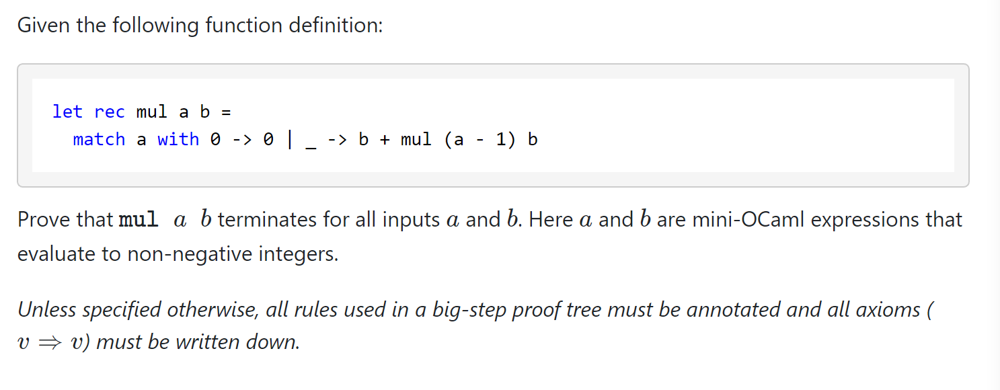 Given the following function definition:
let rec mul a b =
match a with 0 -> 0 | _ -> b + mul (a - 1) b
Prove that mul a b terminates for all inputs a and b. Here a and b are mini-OCaml expressions that
evaluate to non-negative integers.
Unless specified otherwise, all rules used in a big-step proof tree must be annotated and all axioms (
v ⟹ v) must be written down.